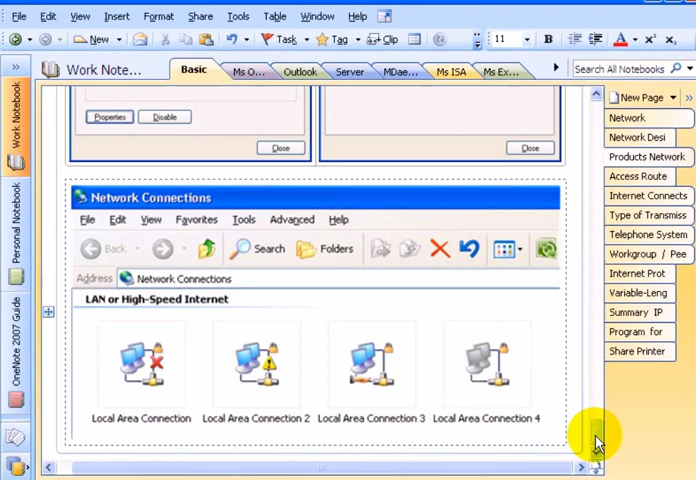 File Edit View Insert Format Share Tools Table Window Help
New Task Tag Clip 11 B A x² x₂
Work Note... Basic Ms O... Outlook Server MDae... Ms ISA Ms Ex... Search All Notebooks
Work Notebook
Personal Notebook
OneNote 2007 Guide
Properties Disable
Close Close
Network Connections
File Edit View Favorites Tools Advanced Help
Back Search Folders
Address Network Connections
LAN or High-Speed Internet
Local Area Connection Local Area Connection 2 Local Area Connection 3 Local Area Connection 4
New Page
Network
Network Desi
Products Network
Access Route
Internet Connects
Type of Transmiss
Telephone System
Workgroup / Pee
Internet Prot
Variable-Leng
Summary IP
Program for
Share Printer